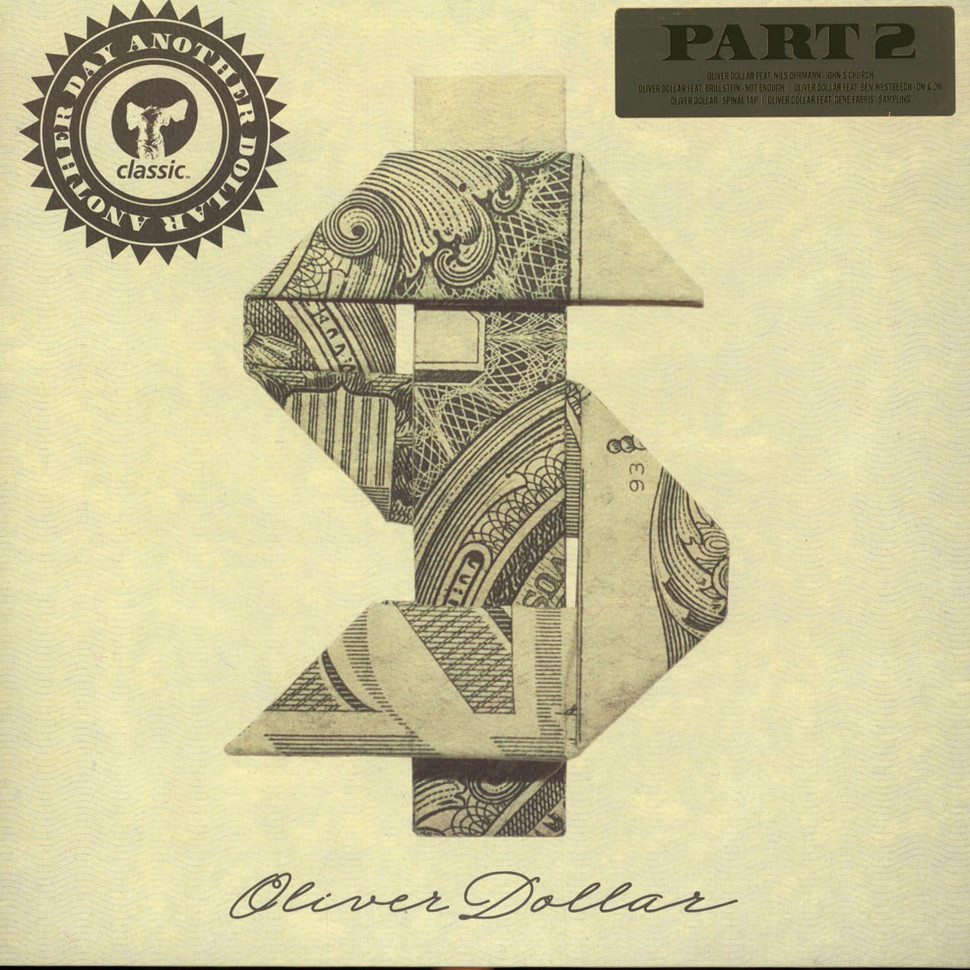 ANOTHER DAY ANOTHER DOLLAR
classic™
PART 2
OLIVER DOLLAR FEAT. NILS OHRMANN - JOHN'S CHURCH
OLIVER DOLLAR FEAT. BRILLSTEIN - NOT ENOUGH | OLIVER DOLLAR FEAT. BEN WESTBEECH - ON & ON
OLIVER DOLLAR - SPINAL TAP | OLIVER DOLLAR FEAT. GENE FARRIS - SAMPLING
93
Oliver Dollar